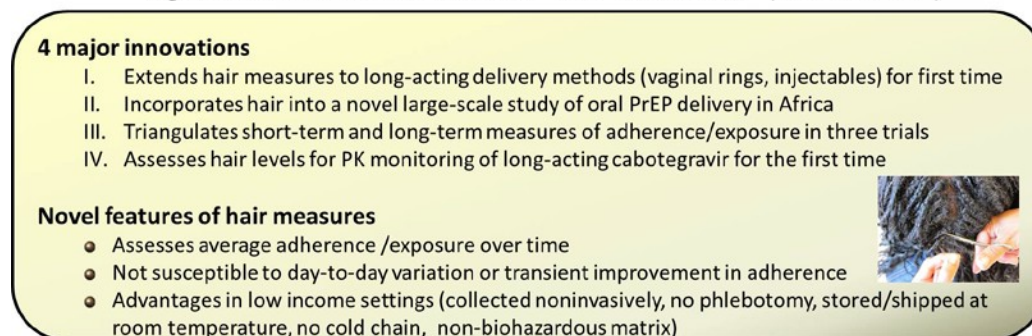 4 major innovations
I. Extends hair measures to long-acting delivery methods (vaginal rings, injectables) for first time
II. Incorporates hair into a novel large-scale study of oral PrEP delivery in Africa
III. Triangulates short-term and long-term measures of adherence/exposure in three trials
IV. Assesses hair levels for PK monitoring of long-acting cabotegravir for the first time
Novel features of hair measures
Assesses average adherence /exposure over time
Not susceptible to day-to-day variation or transient improvement in adherence
Advantages in low income settings (collected noninvasively, no phlebotomy, stored/shipped at
room temperature, no cold chain, non-biohazardous matrix)